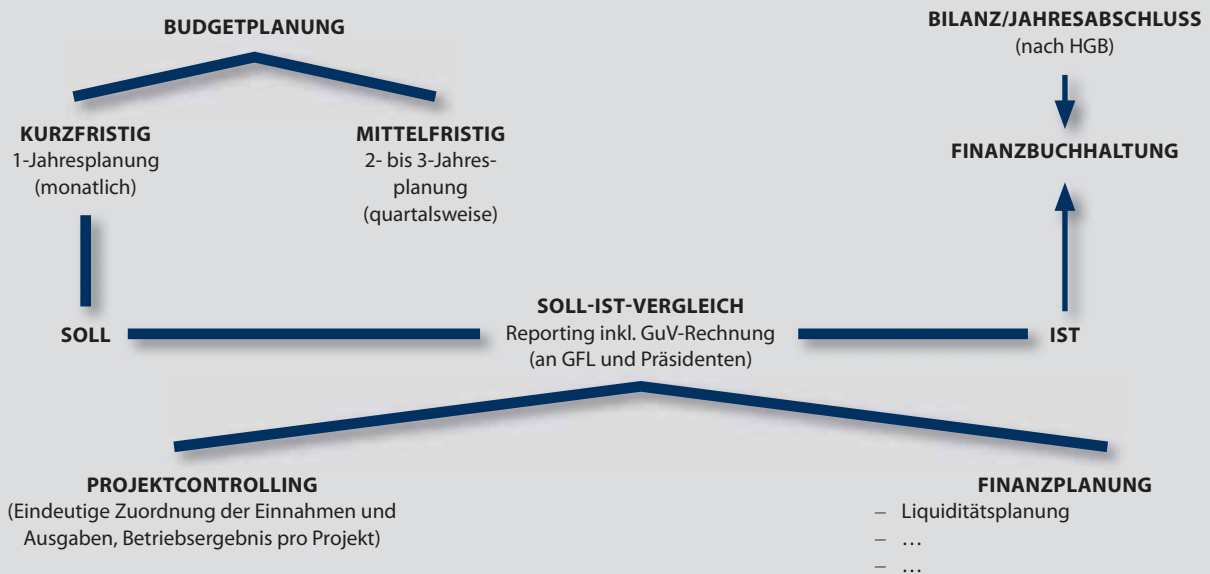 BUDGETPLANUNG
BILANZ/JAHRESABSCHLUSS
(nach HGB)
KURZFRISTIG
1-Jahresplanung
(monatlich)
MITTELFRISTIG
2- bis 3-Jahres-
planung
(quartalsweise)
FINANZBUCHHALTUNG
SOLL
SOLL-IST-VERGLEICH
Reporting inkl. GuV-Rechnung
(an GFL und Präsidenten)
IST
PROJEKTCONTROLLING
(Eindeutige Zuordnung der Einnahmen und
Ausgaben, Betriebsergebnis pro Projekt)
FINANZPLANUNG
– Liquiditätsplanung
– …
– …